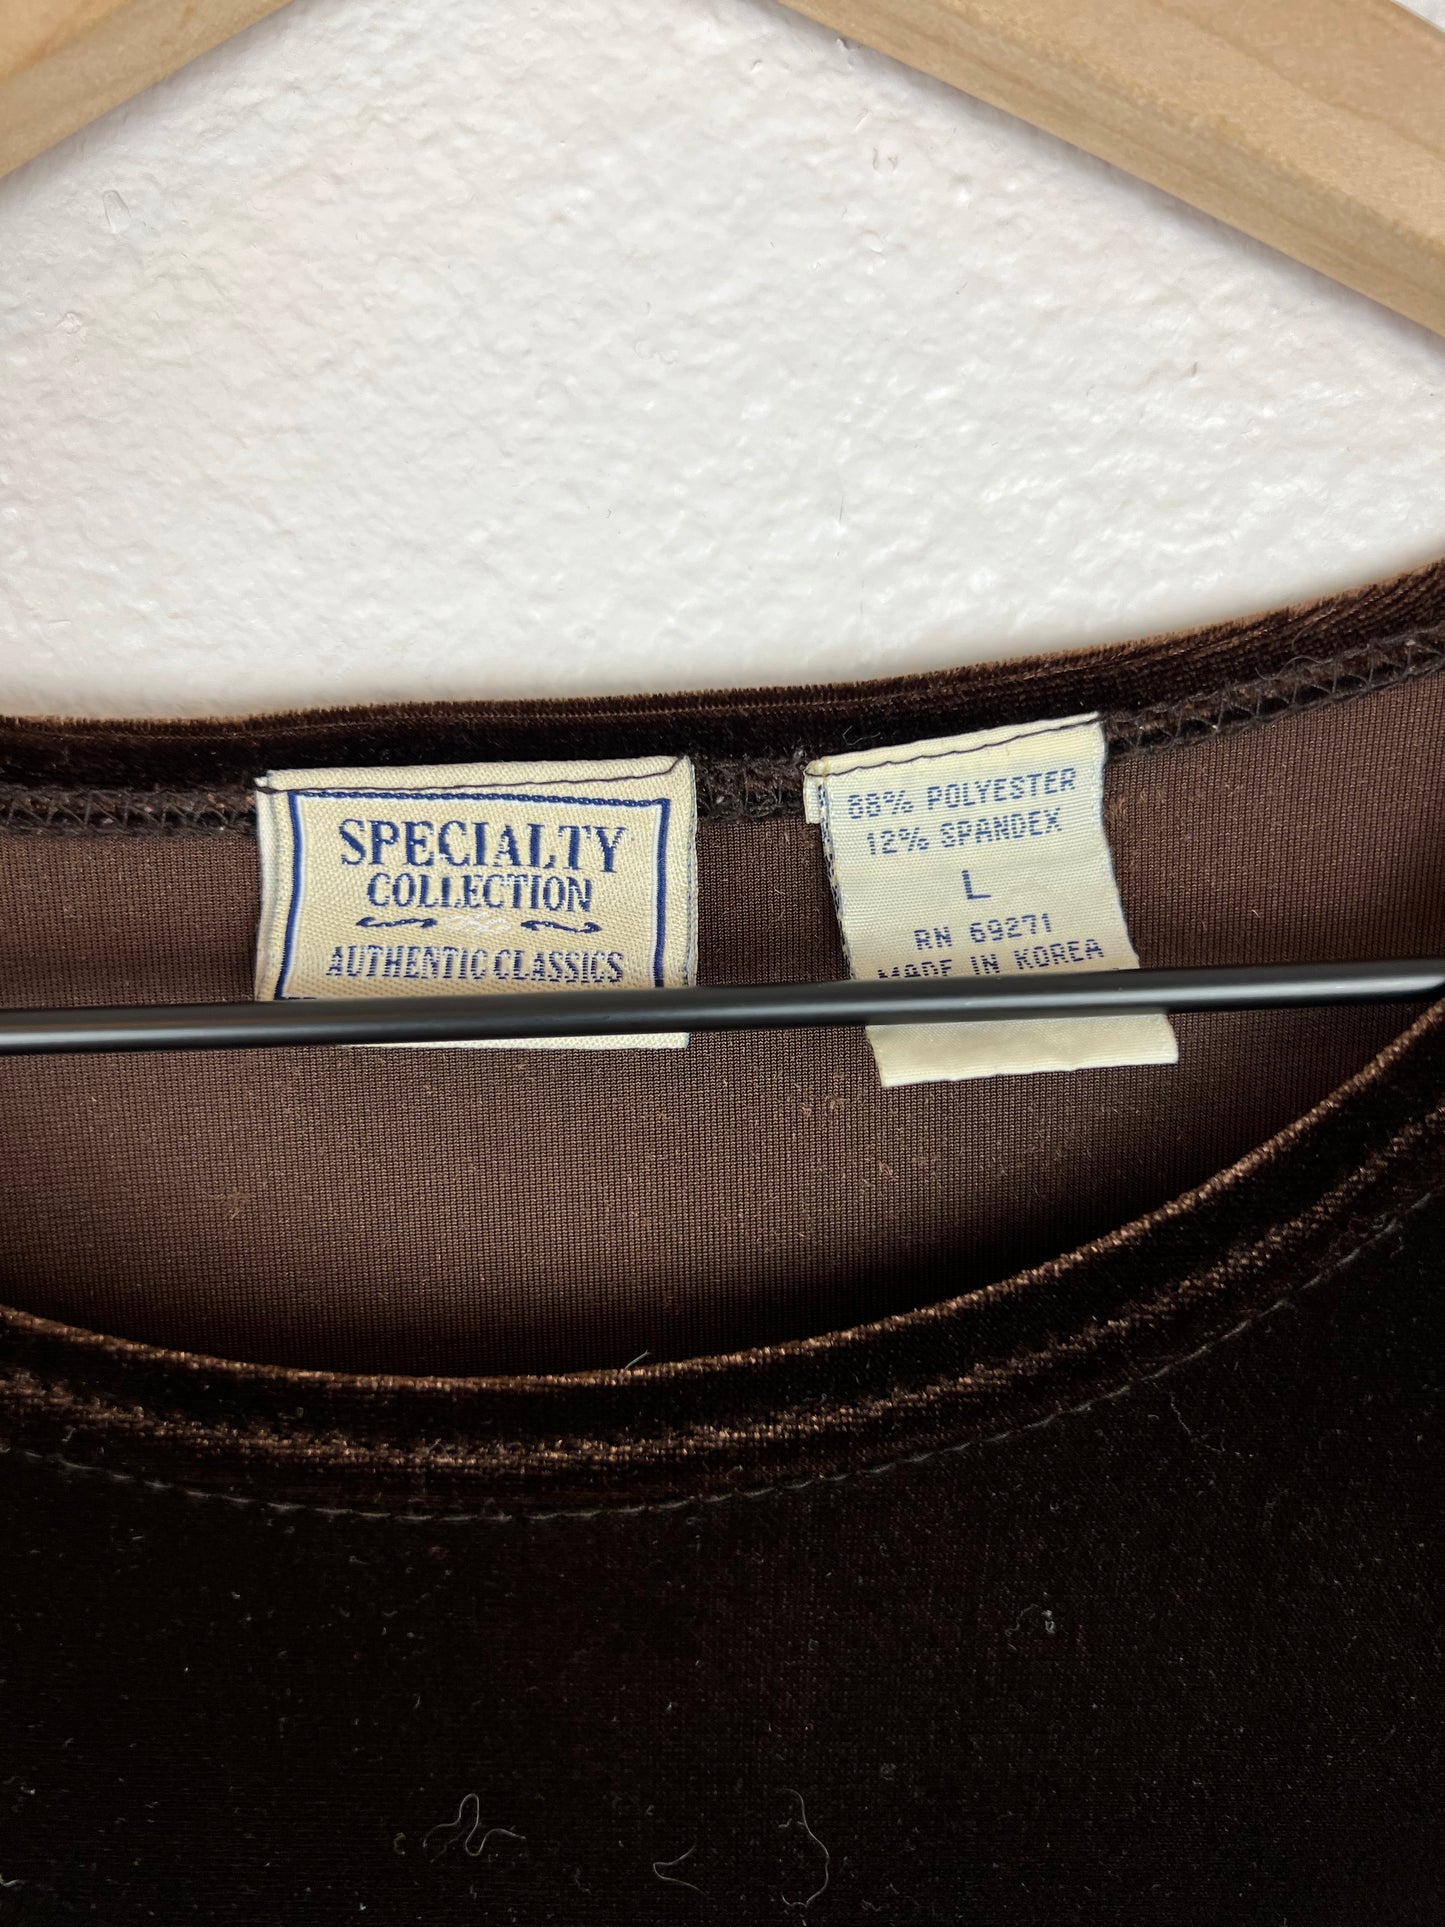 SPECIALTY
COLLECTION
AUTHENTIC CLASSICS
88% POLYESTER
12% SPANDEX
L
RN 69271
MADE IN KOREA